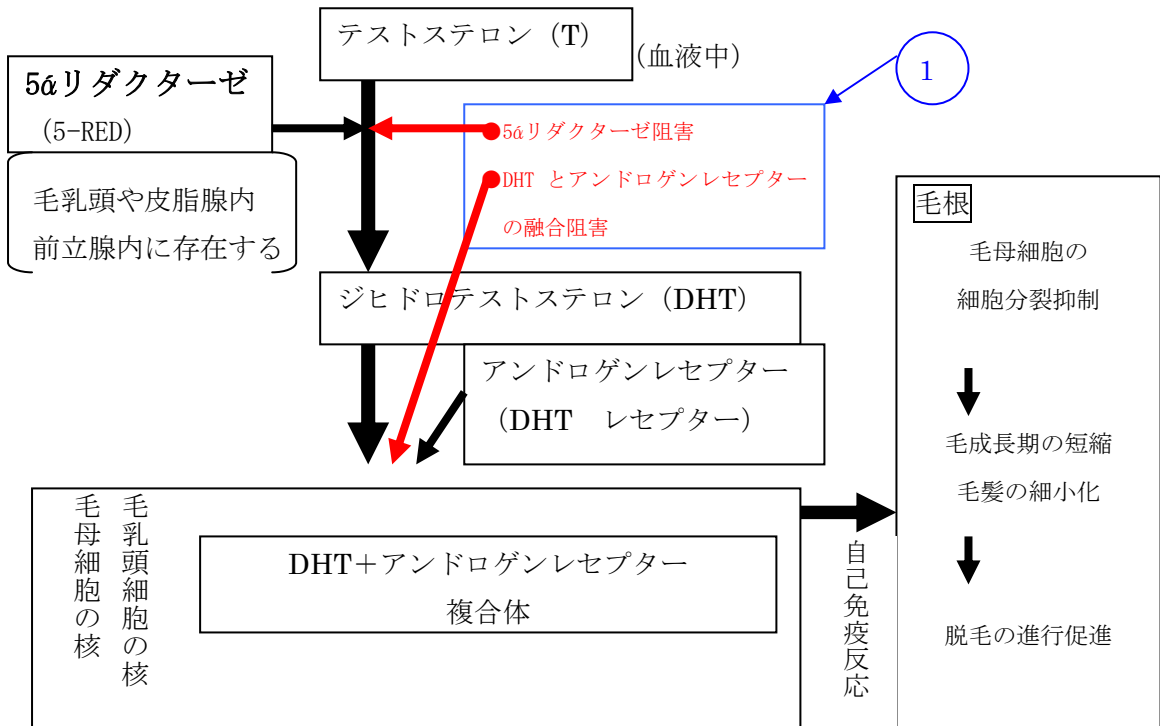 テストステロン（T）
(血液中)
1
5άリダクターゼ
（5-RED）
5άリダクターゼ阻害
DHT とアンドロゲンレセプター
の融合阻害
毛乳頭や皮脂腺内
前立腺内に存在する
ジヒドロテストステロン（DHT）
アンドロゲンレセプター
（DHT　レセプター）
毛乳頭細胞の核
毛母細胞の核
DHT＋アンドロゲンレセプター
複合体
自己免疫反応
毛根
毛母細胞の
細胞分裂抑制
毛成長期の短縮
毛髪の細小化
脱毛の進行促進